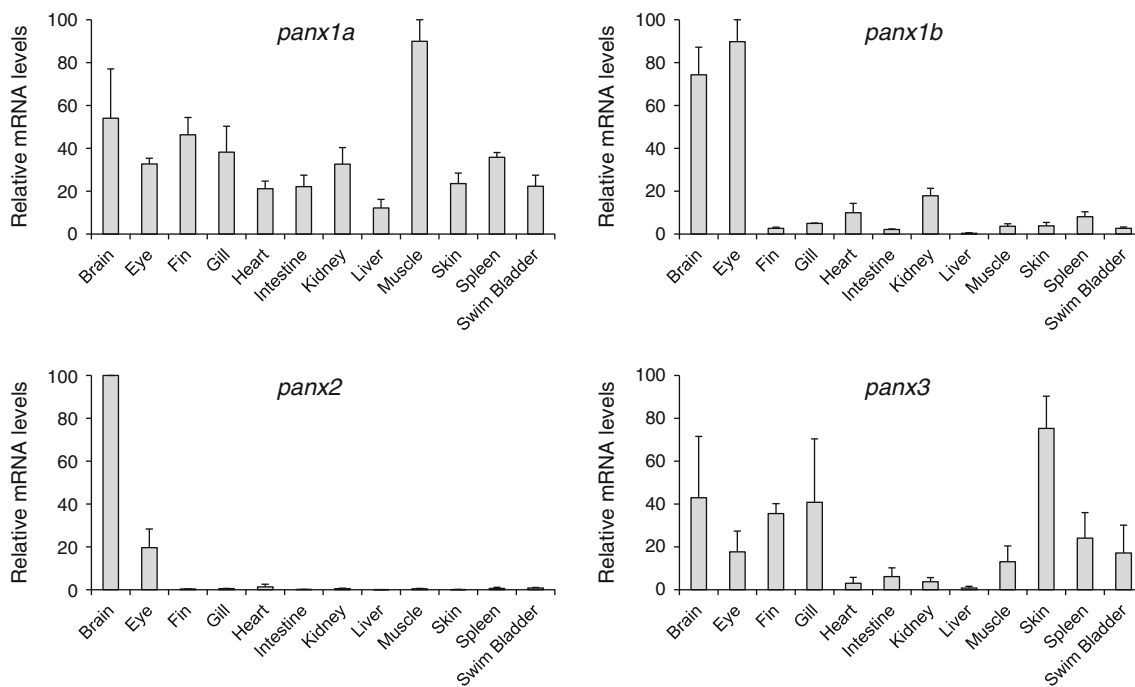 panx1a
Relative mRNA levels
100
80
60
40
20
0
Brain
Eye
Fin
Gill
Heart
Intestine
Kidney
Liver
Muscle
Skin
Spleen
Swim Bladder
panx1b
Relative mRNA levels
100
80
60
40
20
0
Brain
Eye
Fin
Gill
Heart
Intestine
Kidney
Liver
Muscle
Skin
Spleen
Swim Bladder
panx2
Relative mRNA levels
100
80
60
40
20
0
Brain
Eye
Fin
Gill
Heart
Intestine
Kidney
Liver
Muscle
Skin
Spleen
Swim Bladder
panx3
Relative mRNA levels
100
80
60
40
20
0
Brain
Eye
Fin
Gill
Heart
Intestine
Kidney
Liver
Muscle
Skin
Spleen
Swim Bladder